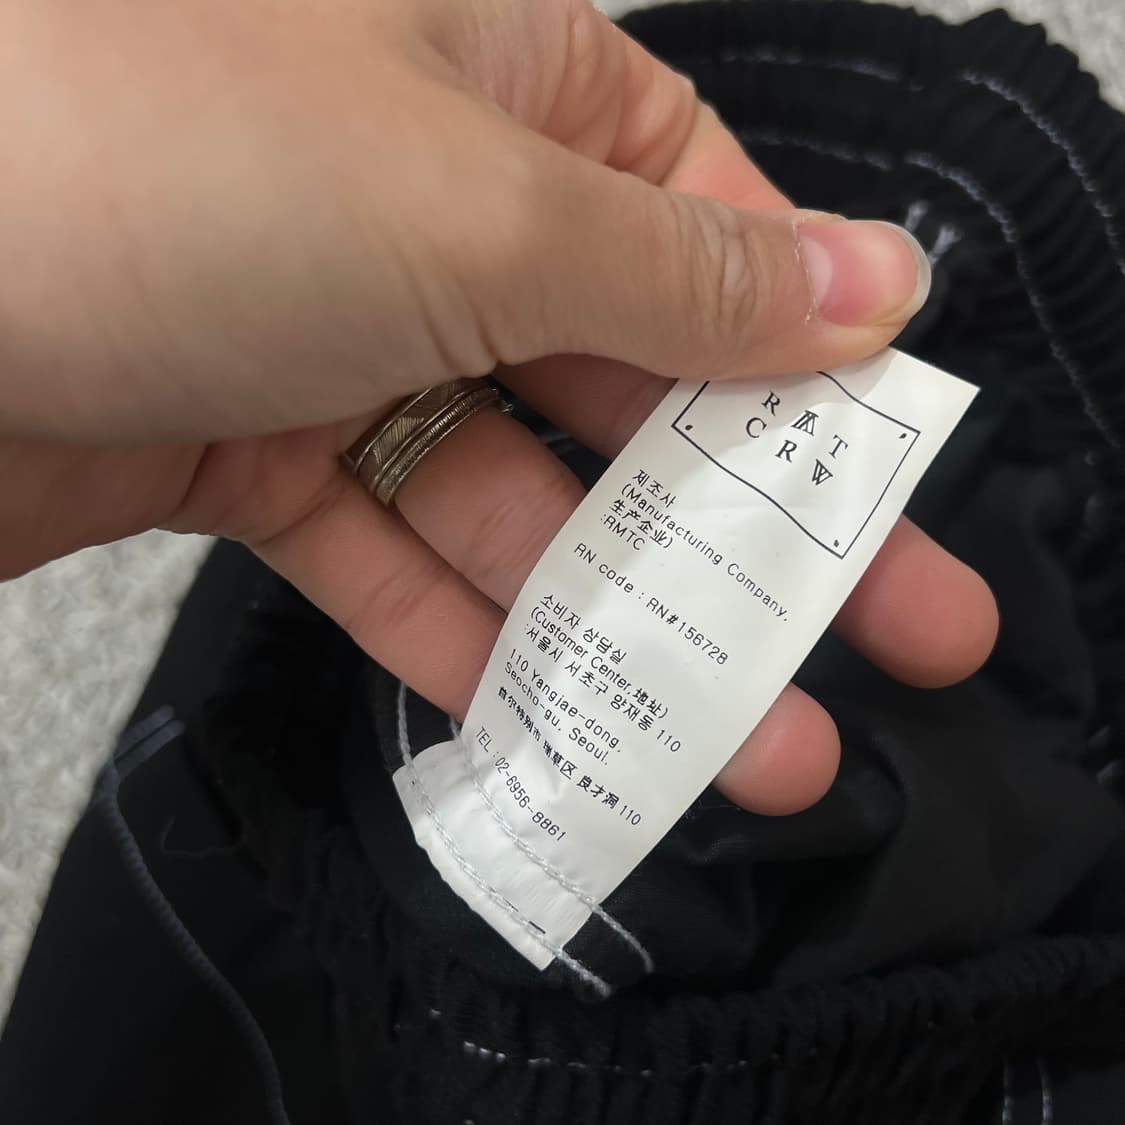 R A T
C R W
제조사
(Manufacturing Company,
生产企业)
:RMTC
RN code : RN#156728
소비자 상담실
(Customer Center,地址)
:서울시 서초구 양재동 110
110 Yangjae-dong,
Seocho-gu, Seoul.
首尔特别市 瑞草区 良才洞 110
TEL : 02-6956-8861